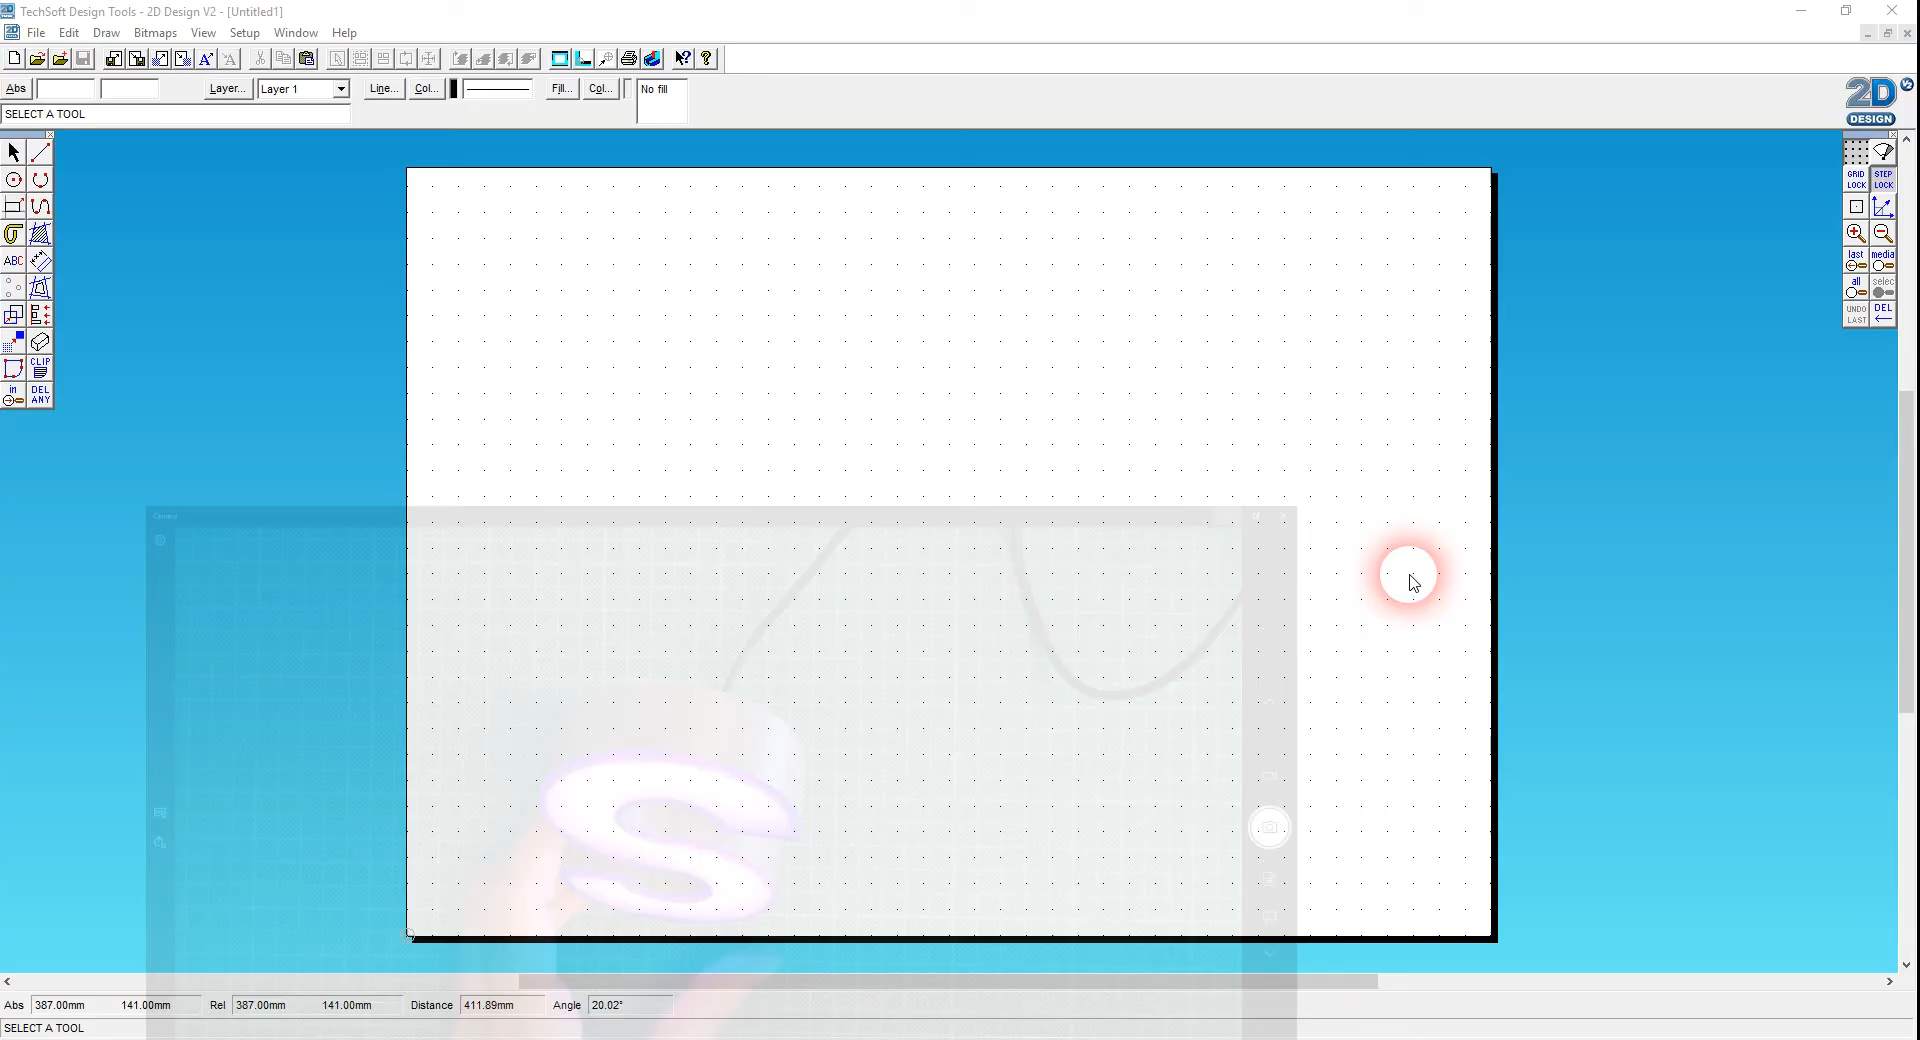 TechSoft Design Tools - 2D Design V2 - [Untitled1]
File Edit Draw Bitmaps View Setup Window Help
Abs Layer... Layer 1 Line... Col... Fill... Col... No fill
SELECT A TOOL
2D V2
DESIGN
GRID LOCK STEP LOCK
last media
all selec
UNDO LAST DEL
ABC
CLIP
in DEL ANY
Camera
S
Abs 387.00mm 141.00mm Rel 387.00mm 141.00mm Distance 411.89mm Angle 20.02°
SELECT A TOOL